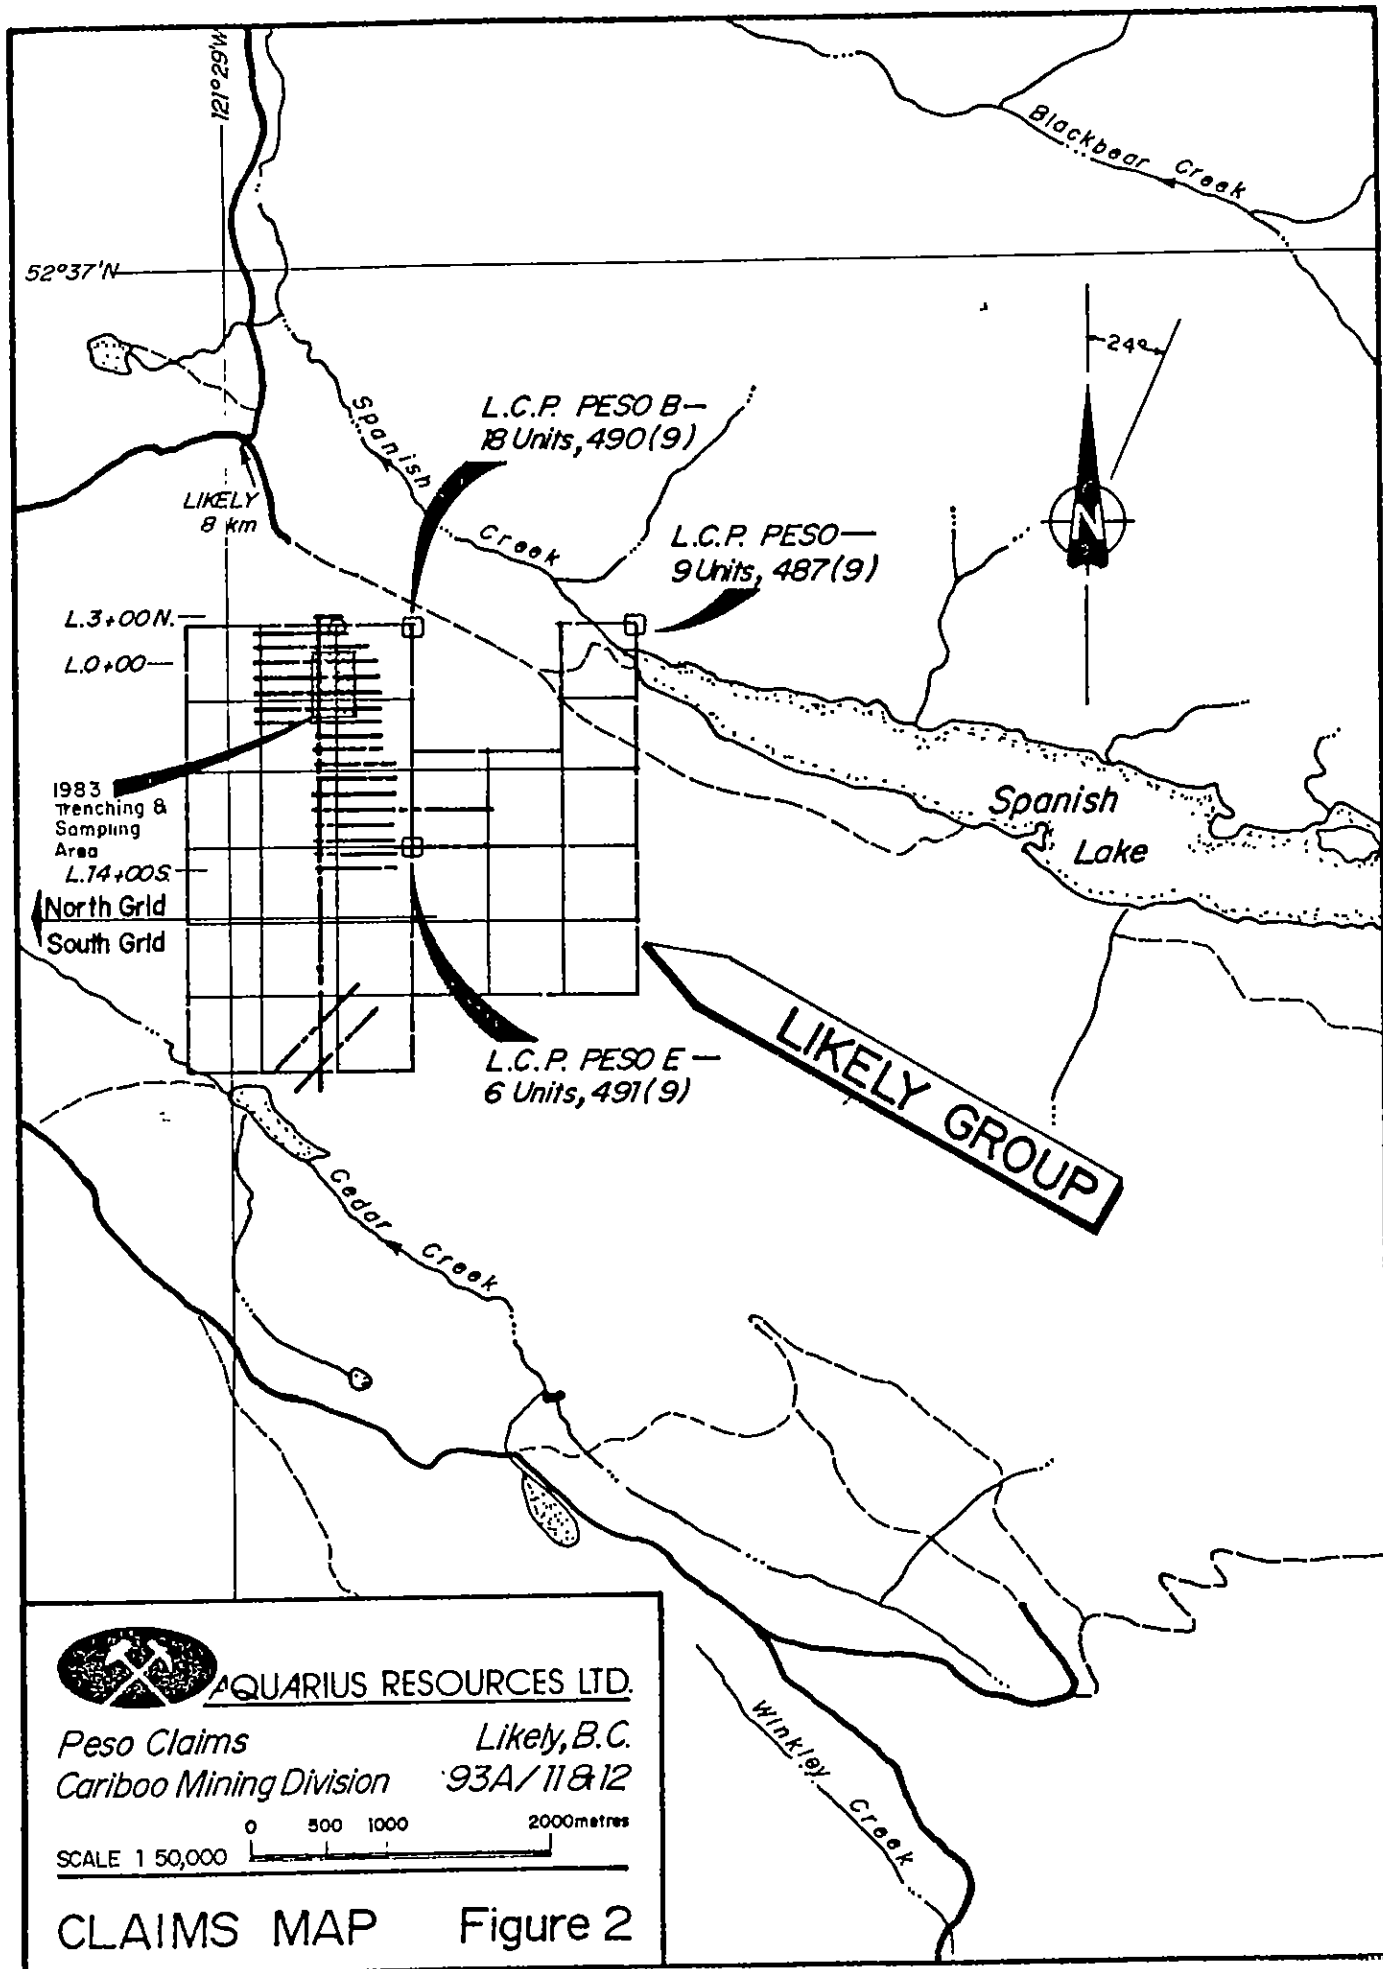 121°29'W
Blackbear Creek
52°37'N
24°
Spanish Creek
L.C.P. PESO B—
18 Units, 490(9)
LIKELY
8 km
L.C.P. PESO—
9 Units, 487(9)
N
L.3+00N.
L.0+00
1983
Trenching &
Sampling
Area
L.14+00S.
North Grid
South Grid
Spanish
Lake
L.C.P. PESO E—
6 Units, 491(9)
LIKELY GROUP
Cedar Creek
Winkley Creek
AQUARIUS RESOURCES LTD.
Peso Claims Likely, B.C.
Cariboo Mining Division 93A/11&12
0 500 1000 2000metres
SCALE 1 50,000
CLAIMS MAP Figure 2